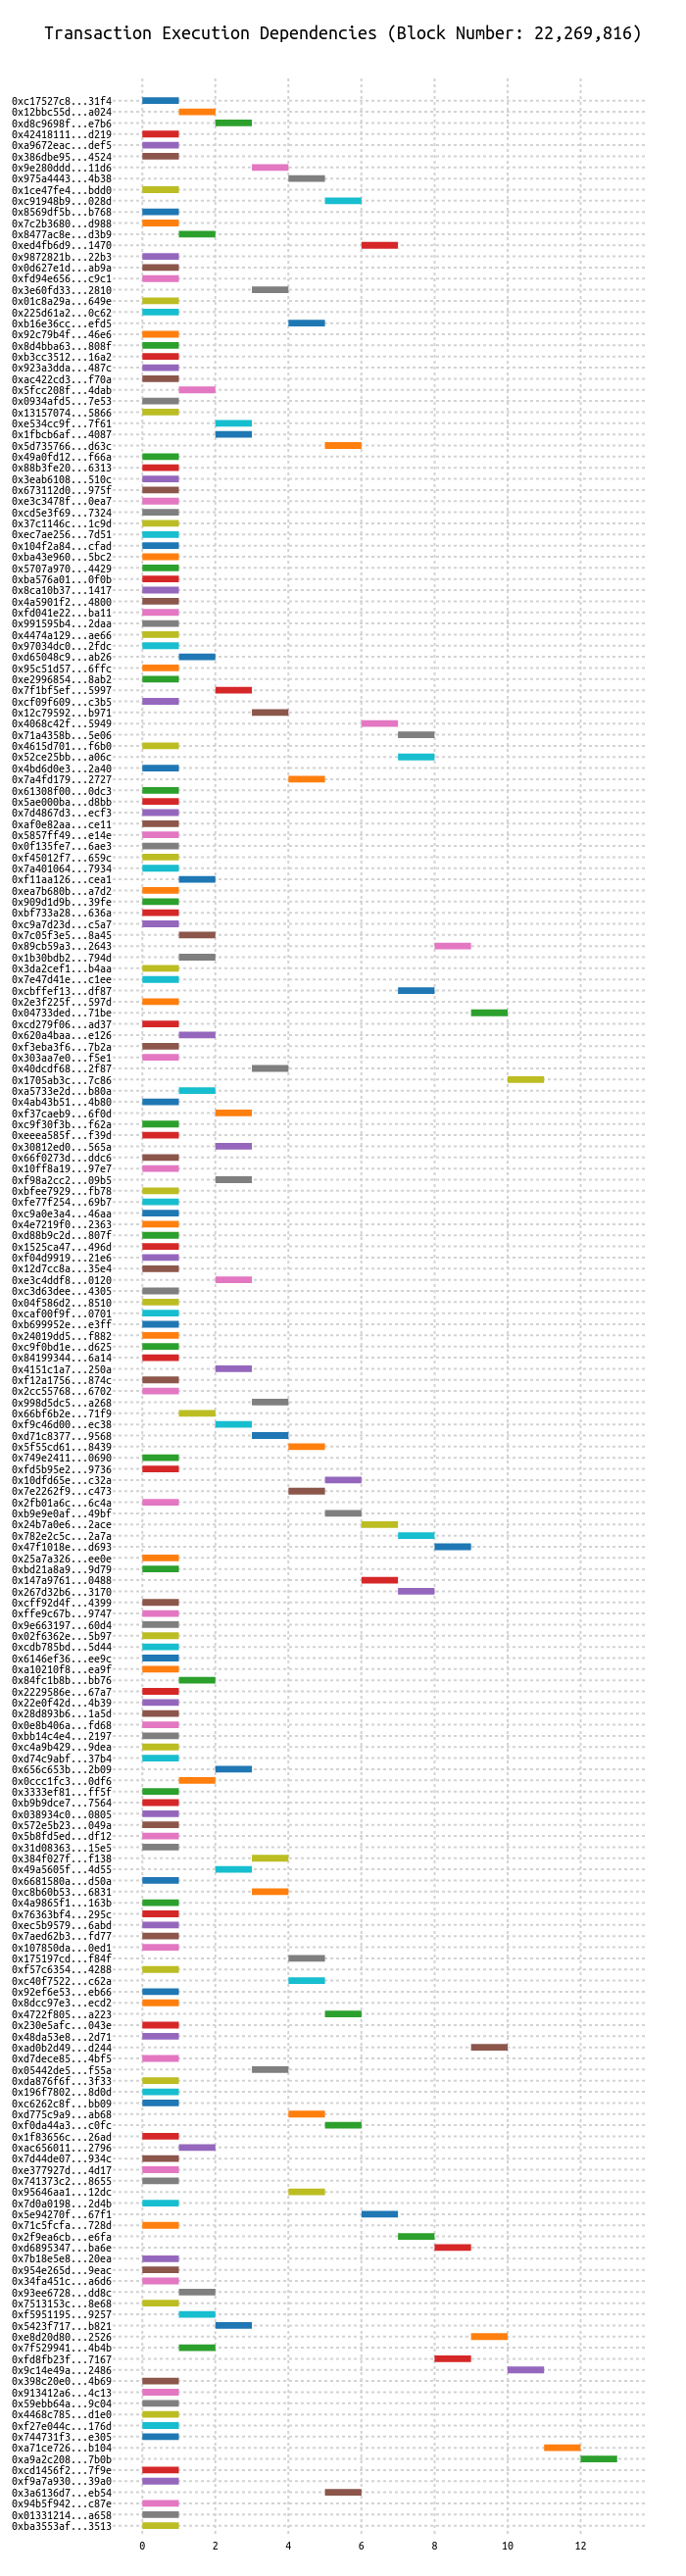 Transaction Execution Dependencies (Block Number: 22,269,816)
0xc17527c8...31f4
0x12bbc55d...a024
0xd8c9698f...e7b6
0x42418111...d219
0xa9672eac...def5
0x386dbe95...4524
0x9e280ddd...11d6
0x975a4443...4b38
0x1ce47fe4...bdd0
0xc91948b9...028d
0x8569df5b...b768
0x7c2b3680...d988
0x8477ac8e...d3b9
0xed4fb6d9...1470
0x9872821b...22b3
0x0d627e1d...ab9a
0xfd94e656...c9c1
0x3e60fd33...2810
0x01c8a29a...649e
0x225d61a2...0c62
0xb16e36cc...efd5
0x92c79b4f...46e6
0x8d4bba63...808f
0xb3cc3512...16a2
0x923a3dda...487c
0xac422cd3...f70a
0x5fcc208f...4dab
0x0934afd5...7e53
0x13157074...5866
0xe534cc9f...7f61
0x1fbcb6af...4087
0x5d735766...d63c
0x49a0fd12...f66a
0x88b3fe20...6313
0x3eab6108...510c
0x673112d0...975f
0xe3c3478f...0ea7
0xcd5e3f69...7324
0x37c1146c...1c9d
0xec7ae256...7d51
0x104f2a84...cfad
0xba43e960...5bc2
0x5707a970...4429
0xba576a01...0f0b
0x8ca10b37...1417
0x4a5901f2...4800
0xfd041e22...ba11
0x991595b4...2daa
0x4474a129...ae66
0x97034dc0...2fdc
0xd65048c9...ab26
0x95c51d57...6ffc
0xe2996854...8ab2
0x7f1bf5ef...5997
0xcf09f609...c3b5
0x12c79592...b971
0x4068c42f...5949
0x71a4358b...5e06
0x4615d701...f6b0
0x52ce25bb...a06c
0x4bd6d0e3...2a40
0x7a4fd179...2727
0x61308f00...0dc3
0x5ae000ba...d8bb
0x7d4867d3...ecf3
0xaf0e82aa...ce11
0x5857ff49...e14e
0x0f135fe7...6ae3
0xf45012f7...659c
0x7a401064...7934
0xf11aa126...cea1
0xea7b680b...a7d2
0x909d1d9b...39fe
0xbf733a28...636a
0xc9a7d23d...c5a7
0x7c05f3e5...8a45
0x89cb59a3...2643
0x1b30bdb2...794d
0x3da2cef1...b4aa
0x7e47d41e...c1ee
0xcbffef13...df87
0x2e3f225f...597d
0x04733ded...71be
0xcd279f06...ad37
0x620a4baa...e126
0xf3eba3f6...7b2a
0x303aa7e0...f5e1
0x40dcdf68...2f87
0x1705ab3c...7c86
0xa5733e2d...b80a
0x4ab43b51...4b80
0xf37caeb9...6f0d
0xc9f30f3b...f62a
0xeeea585f...f39d
0x30812ed0...565a
0x66f0273d...ddc6
0x10ff8a19...97e7
0xf98a2cc2...09b5
0xbfee7929...fb78
0xfe77f254...69b7
0xc9a0e3a4...46aa
0x4e7219f0...2363
0xd88b9c2d...807f
0x1525ca47...496d
0xf04d9919...21e6
0x12d7cc8a...35e4
0xe3c4ddf8...0120
0xc3d63dee...4305
0x04f586d2...8510
0xcaf00f9f...0701
0xb699952e...e3ff
0x24019dd5...f882
0xc9f0bd1e...d625
0x84199344...6a14
0x4151c1a7...250a
0xf12a1756...874c
0x2cc55768...6702
0x998d5dc5...a268
0x66bf6b2e...71f9
0xf9c46d00...ec38
0xd71c8377...9568
0x5f55cd61...8439
0x749e2411...0690
0xfd5b95e2...9736
0x10dfd65e...c32a
0x7e2262f9...c473
0x2fb01a6c...6c4a
0xb9e9e0af...49bf
0x24b7a0e6...2ace
0x782e2c5c...2a7a
0x47f1018e...d693
0x25a7a326...ee0e
0xbd21a8a9...9d79
0x147a9761...0488
0x267d32b6...3170
0xcff92d4f...4399
0xffe9c67b...9747
0x9e663197...60d4
0x02f6362e...5b97
0xcdb785bd...5d44
0x6146ef36...ee9c
0xa10210f8...ea9f
0x84fc1b8b...bb76
0x2229586e...67a7
0x22e0f42d...4b39
0x28d893b6...1a5d
0x0e8b406a...fd68
0xbb14c4e4...2197
0xc4a9b429...9dea
0xd74c9abf...37b4
0x656c653b...2b09
0x0ccc1fc3...0df6
0x3333ef81...ff5f
0xb9b9dce7...7564
0x038934c0...0805
0x572e5b23...049a
0x5b8fd5ed...df12
0x31d08363...15e5
0x384f027f...f138
0x49a5605f...4d55
0x6681580a...d50a
0xc8b60b53...6831
0x4a9865f1...163b
0x76363bf4...295c
0xec5b9579...6abd
0x7aed62b3...fd77
0x107850da...0ed1
0x175197cd...f84f
0xf57c6354...4288
0xc40f7522...c62a
0x92ef6e53...eb66
0x8dcc97e3...ecd2
0x4722f805...a223
0x230e5afc...043e
0x48da53e8...2d71
0xad0b2d49...d244
0xd7dece85...4bf5
0x05442de5...f55a
0xda876f6f...3f33
0x196f7802...8d0d
0xc6262c8f...bb09
0xd775c9a9...ab68
0xf0da44a3...c0fc
0x1f83656c...26ad
0xac656011...2796
0x7d44de07...934c
0xe377927d...4d17
0x741373c2...8655
0x95646aa1...12dc
0x7d0a0198...2d4b
0x5e94270f...67f1
0x71c5fcfa...728d
0x2f9ea6cb...e6fa
0xd6895347...ba6e
0x7b18e5e8...20ea
0x954e265d...9eac
0x34fa451c...a6d6
0x93ee6728...dd8c
0x7513153c...8e68
0xf5951195...9257
0x5423f717...b821
0xe8d20d80...2526
0x7f529941...4b4b
0xfd8fb23f...7167
0x9c14e49a...2486
0x398c20e0...4b69
0x913412a6...4c13
0x59ebb64a...9c04
0x4468c785...d1e0
0xf27e044c...176d
0x744731f3...e305
0xa71ce726...b104
0xa9a2c208...7b0b
0xcd1456f2...7f9e
0xf9a7a930...39a0
0x3a6136d7...eb54
0x94b5f942...c87e
0x01331214...a658
0xba3553af...3513
0 2 4 6 8 10 12